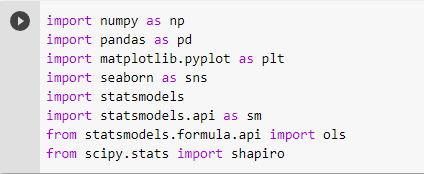 import numpy as np
import pandas as pd
import matplotlib.pyplot as plt
import seaborn as sns
import statsmodels
import statsmodels.api as sm
from statsmodels.formula.api import ols
from scipy.stats import shapiro